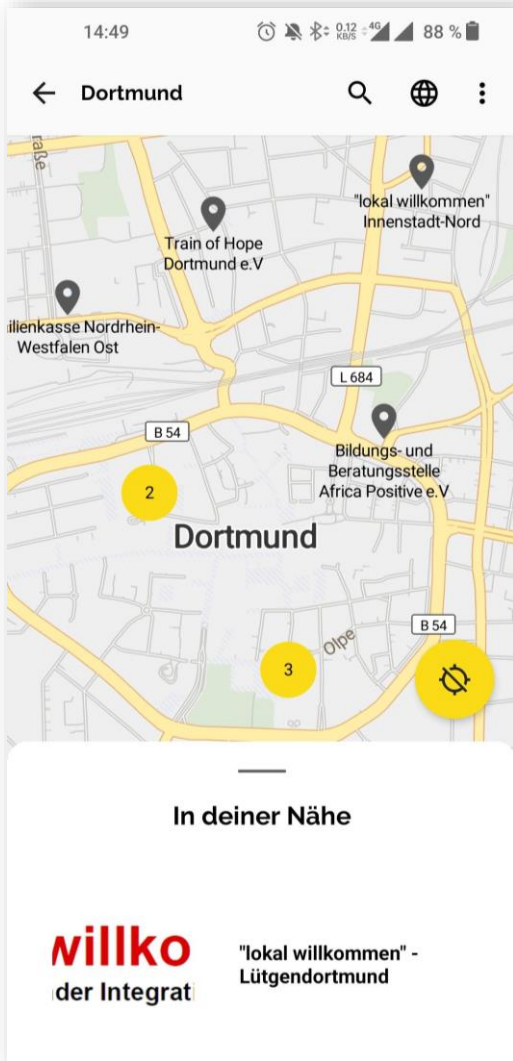 14:49 0.12 KB/S 4G 88 %
Dortmund
raße
"lokal willkommen"
Innenstadt-Nord
Train of Hope
Dortmund e.V
ilienkasse Nordrhein-
Westfalen Ost
L 684
B 54
Bildungs- und
Beratungsstelle
Africa Positive e.V
2
Dortmund
B 54
Olpe
3
In deiner Nähe
willko
der Integrati
"lokal willkommen" -
Lütgendortmund